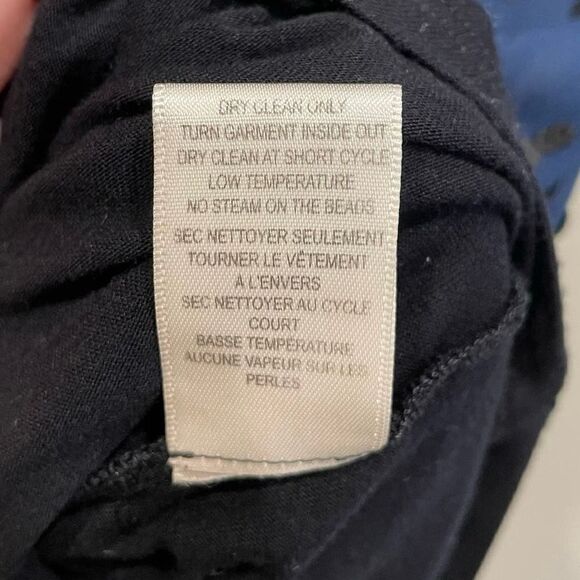 DRY CLEAN ONLY
TURN GARMENT INSIDE OUT
DRY CLEAN AT SHORT CYCLE
LOW TEMPERATURE
NO STEAM ON THE BEADS
SEC NETTOYER SEULEMENT
TOURNER LE VÊTEMENT
À L'ENVERS
SEC NETTOYER AU CYCLE
COURT
BASSE TEMPÉRATURE
AUCUNE VAPEUR SUR LES
PERLES